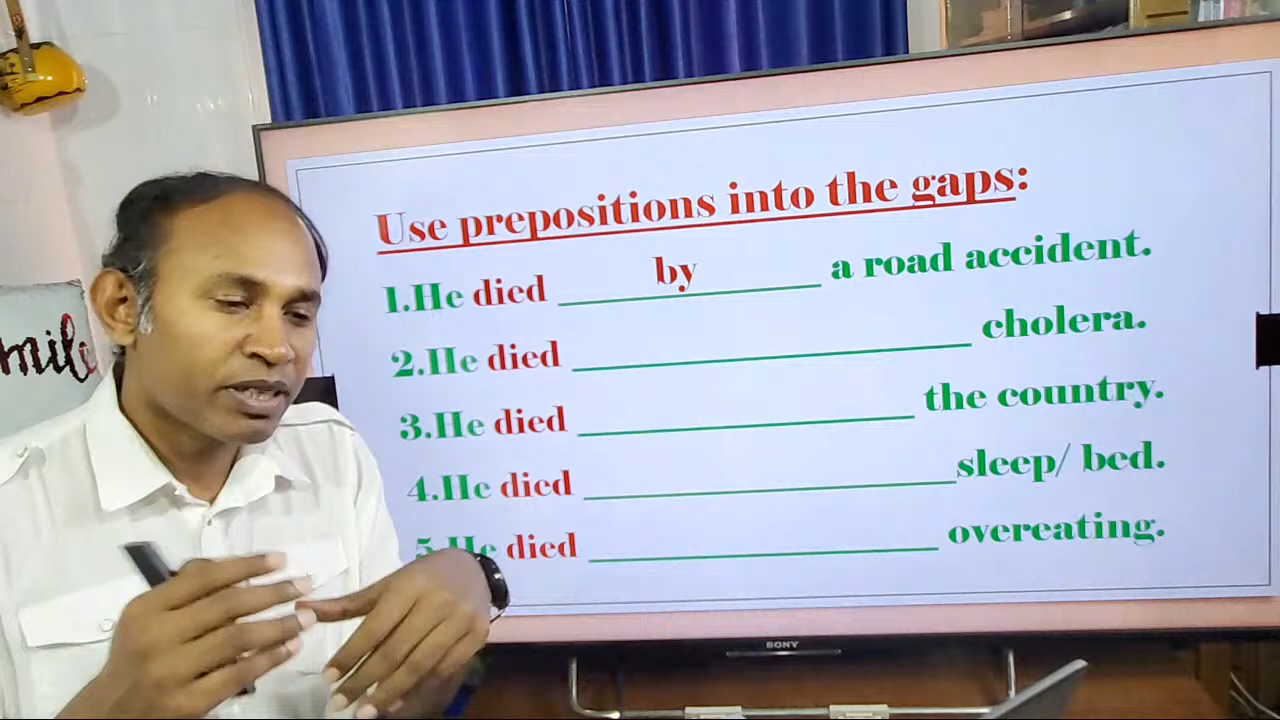 Use prepositions into the gaps:
1.He died by a road accident.
2.He died cholera.
3.He died the country.
4.He died sleep/ bed.
5.He died overeating.
SONY